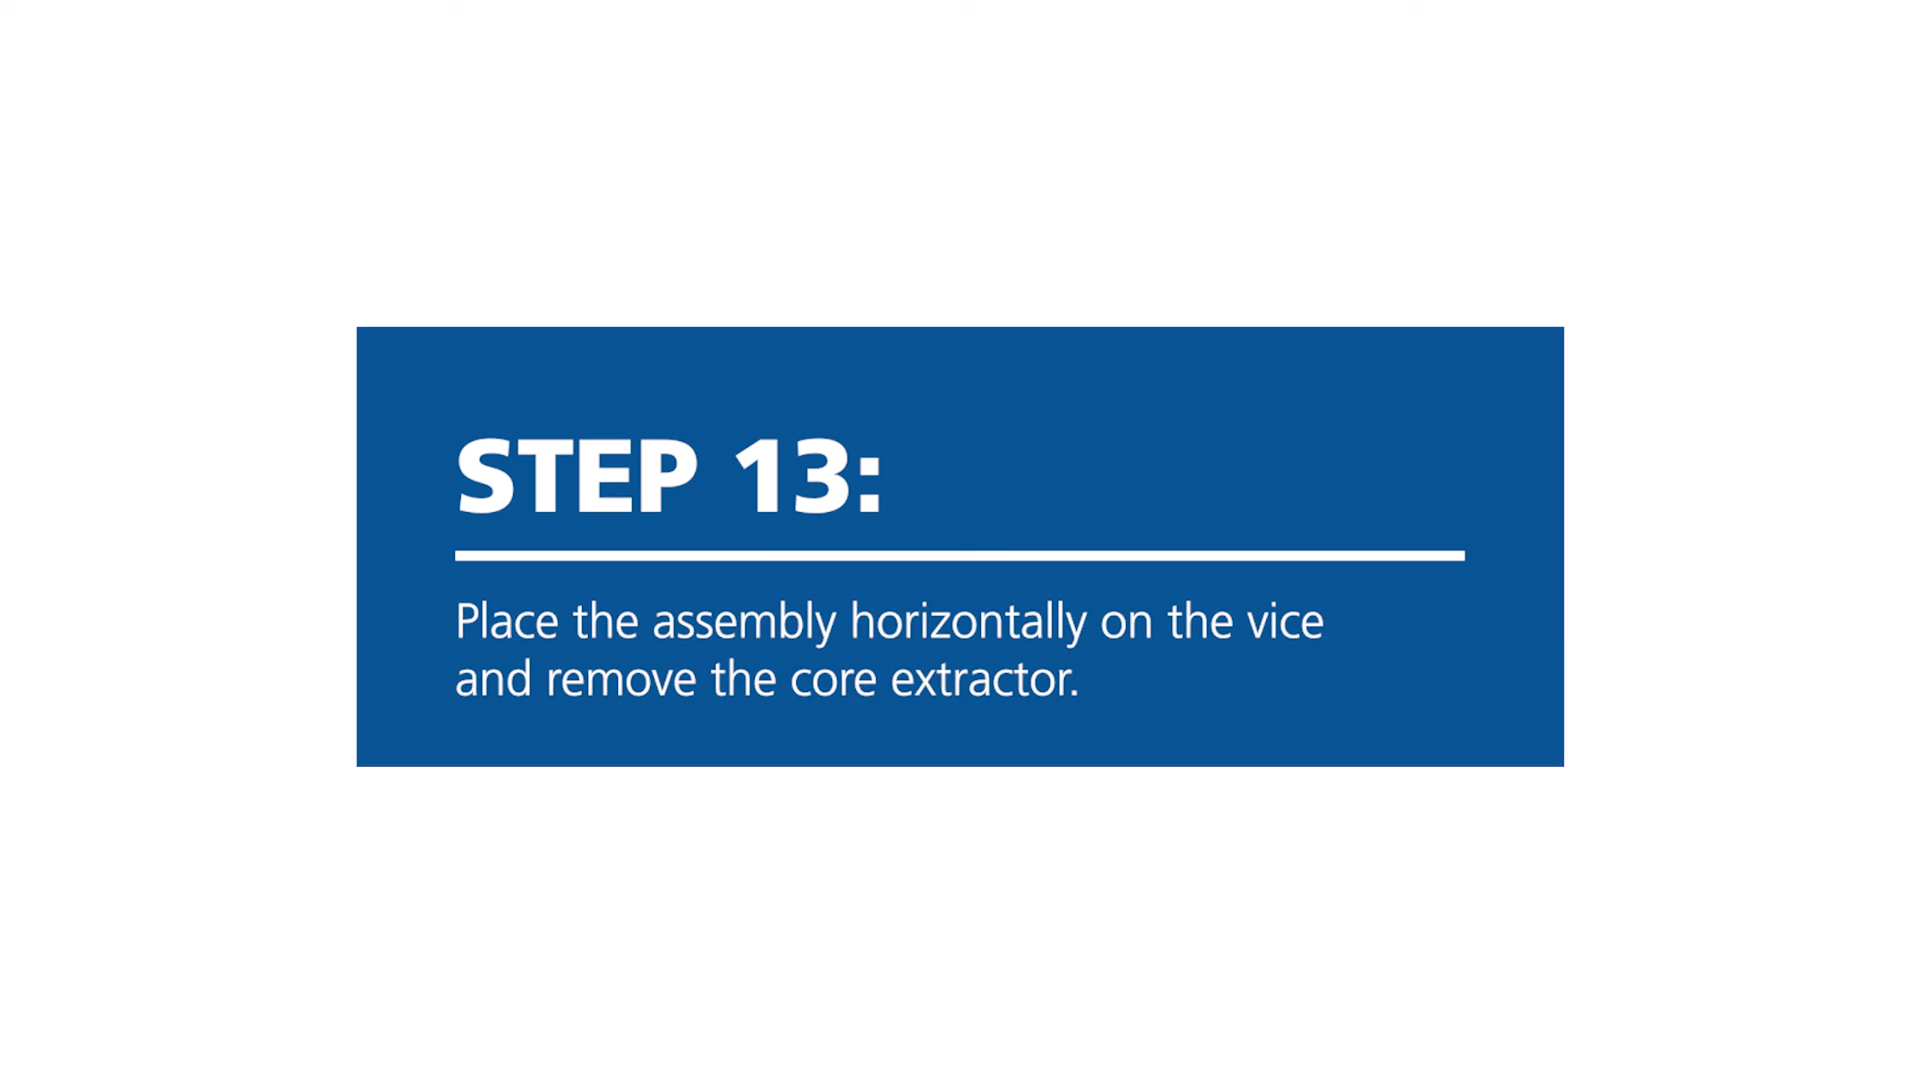 STEP 13:
Place the assembly horizontally on the vice
and remove the core extractor.